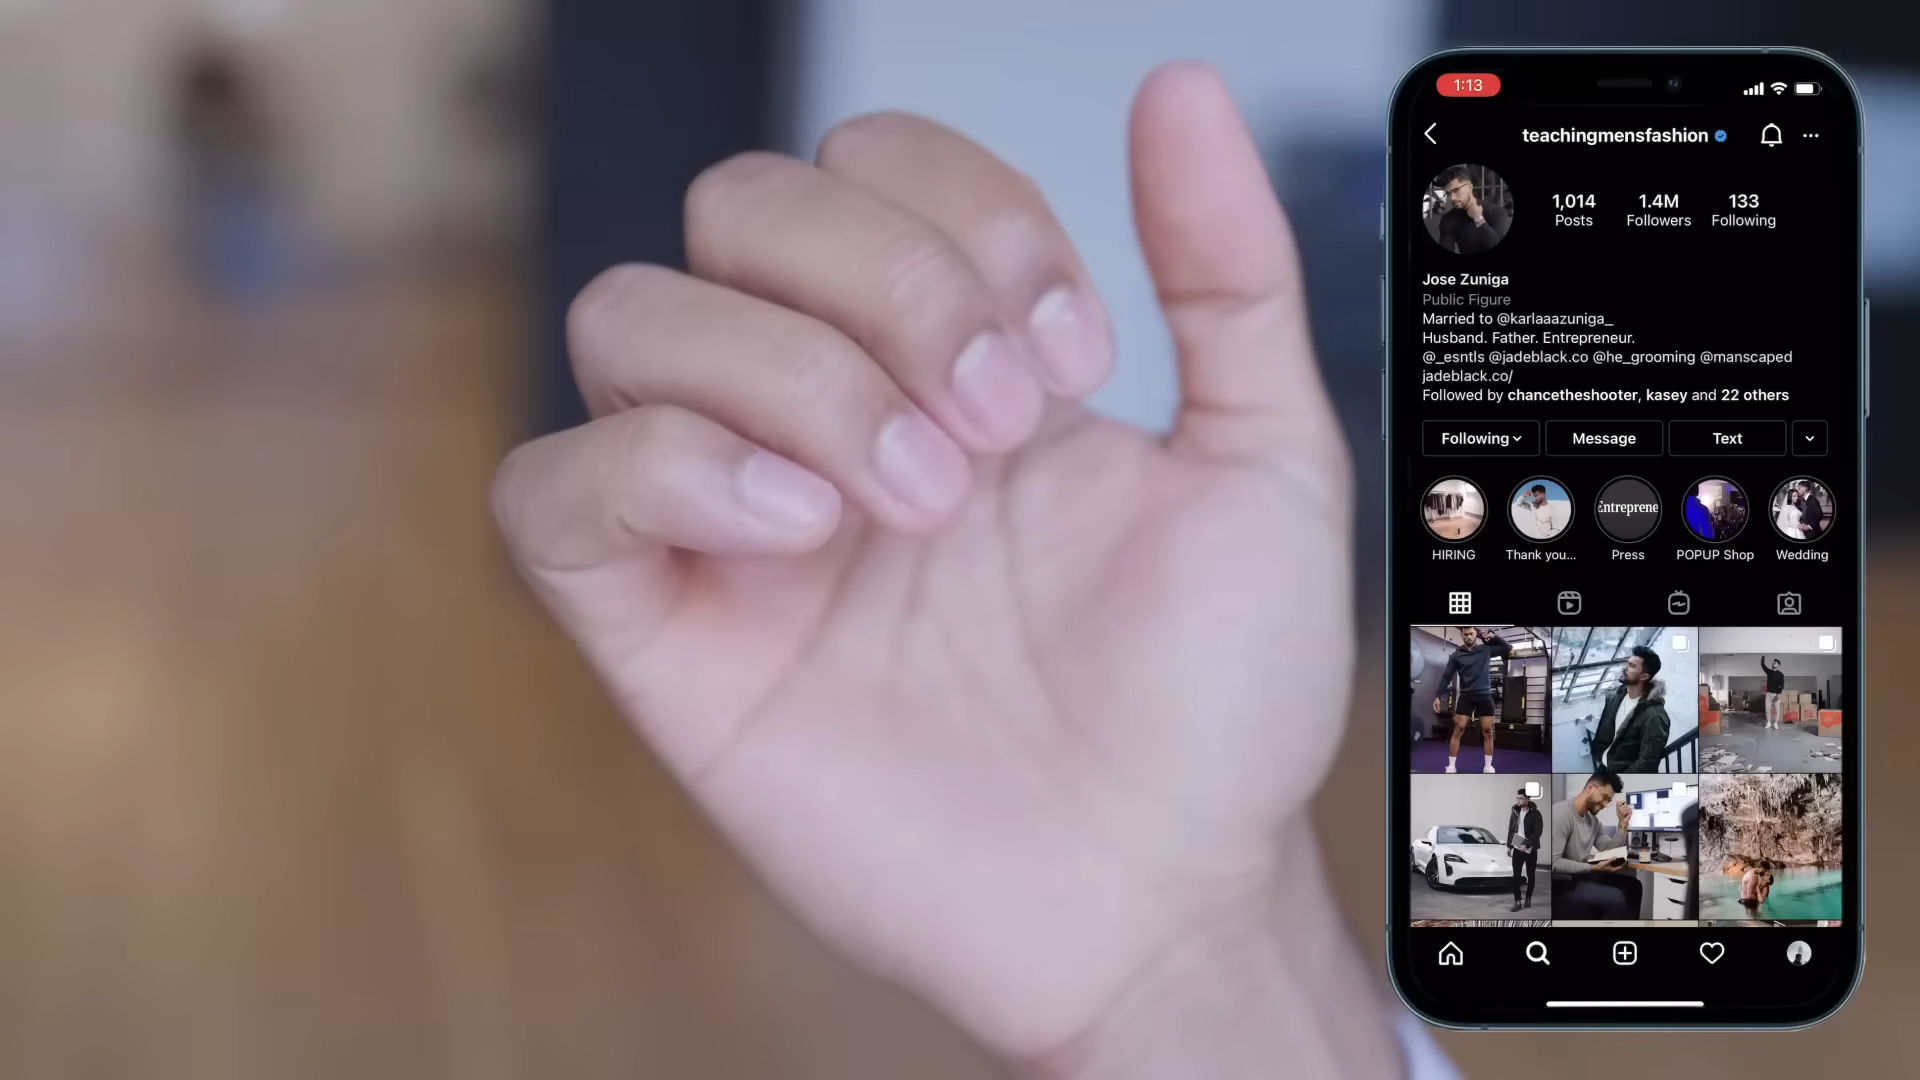 1:13
teachingmensfashion
1,014 1.4M 133
Posts Followers Following
Jose Zuniga
Public Figure
Married to @karlaaazuniga_
Husband. Father. Entrepreneur.
@_esntls @jadeblack.co @he_grooming @manscaped
jadeblack.co/
Followed by chancetheshooter, kasey and 22 others
Following Message Text
Entreprene
HIRING Thank you... Press POPUP Shop Wedding